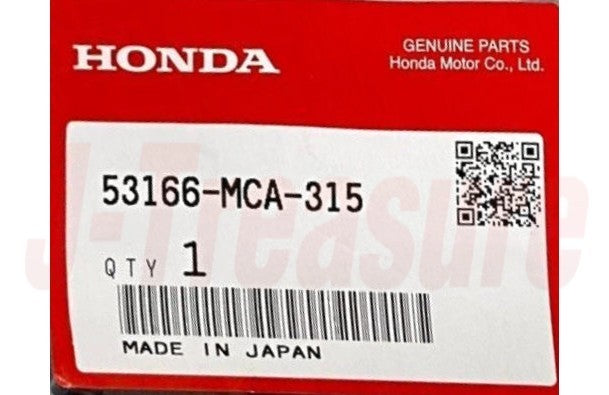 HONDA
GENUINE PARTS
Honda Motor Co., Ltd.
53166-MCA-315
QTY 1
MADE IN JAPAN
J-Treasure